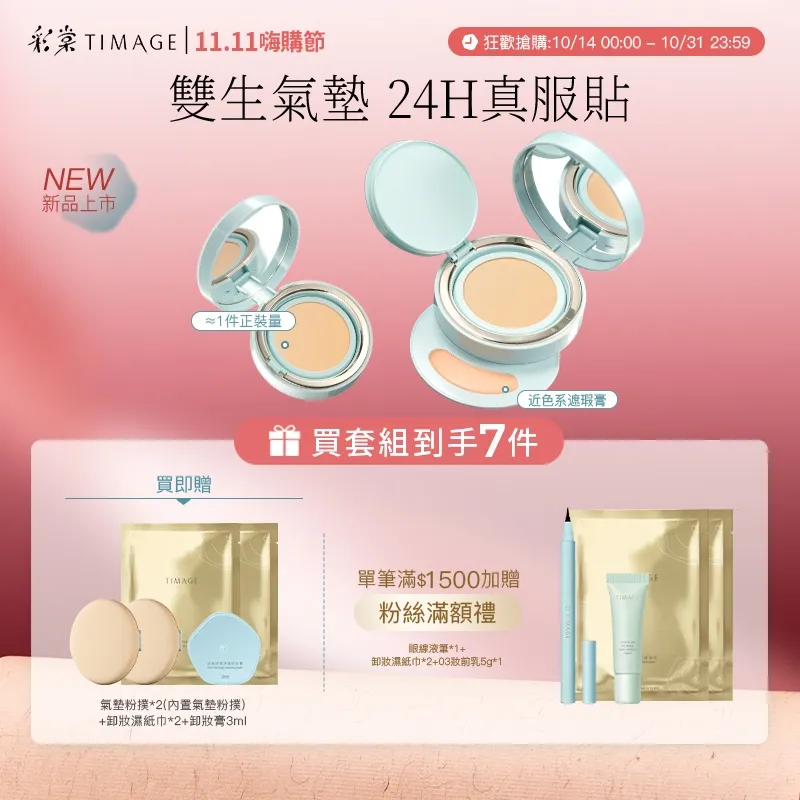 彩棠 TIMAGE | 11.11嗨購節
狂歡搶購:10/14 00:00 – 10/31 23:59
雙生氣墊 24H真服貼
NEW
新品上市
≈1件正裝量
近色系遮瑕膏
買套組到手7件
買即贈
TIMAGE
氣墊粉撲*2(內置氣墊粉撲)
+卸妝濕紙巾*2+卸妝膏3ml
單筆滿$1500加贈
粉絲滿額禮
眼線液筆*1+
卸妝濕紙巾*2+03妝前乳5g*1
TIMAGE